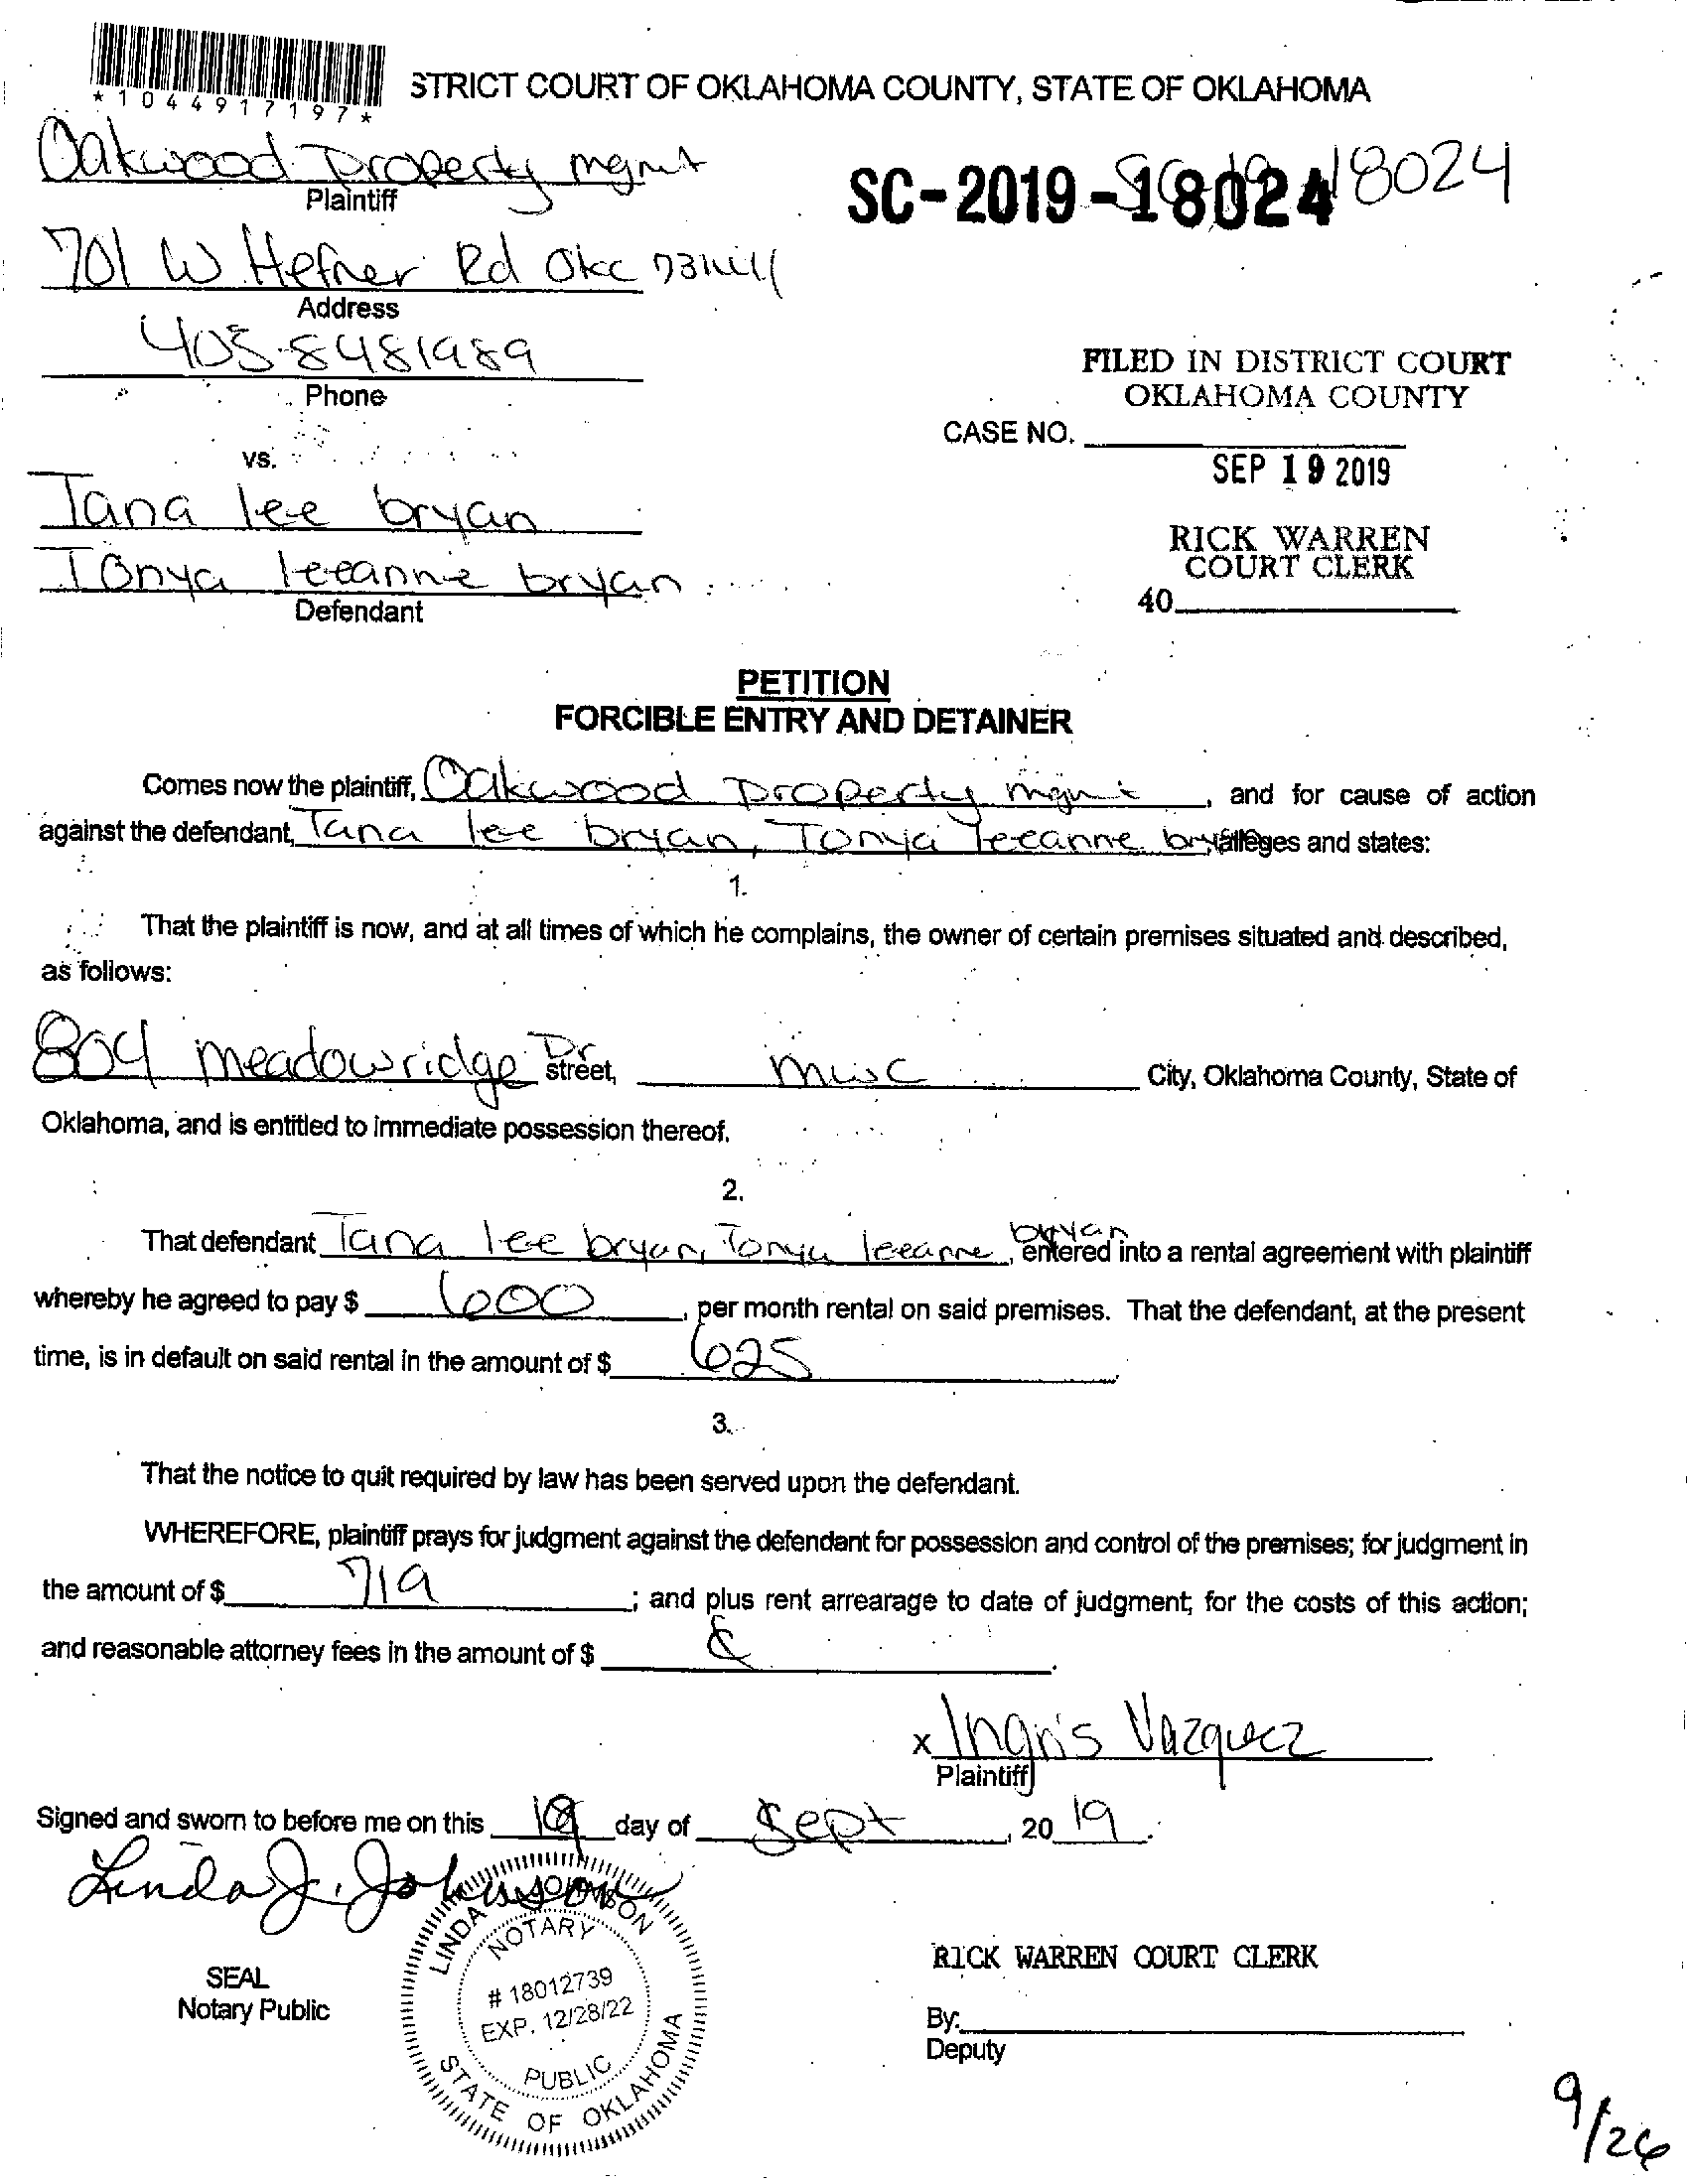 *1044917197*
STRICT COURT OF OKLAHOMA COUNTY, STATE OF OKLAHOMA
Oakwood Property mgmt
Plaintiff
SC-2019-18024
18024
701 W Hefner Rd Okc
Address
405-8481989
Phone
FILED IN DISTRICT COURT
OKLAHOMA COUNTY
CASE NO.
vs.
SEP 19 2019
Tana lee bryan
RICK WARREN
COURT CLERK
Tonya leeanne bryan
40
Defendant
PETITION
FORCIBLE ENTRY AND DETAINER
Comes now the plaintiff, Oakwood Property mgmt, and for cause of action
against the defendant, Tana lee bryan, Tonya leeanne alleges and states:
1.
That the plaintiff is now, and at all times of which he complains, the owner of certain premises situated and described,
as follows:
804 meadowridge Dr street, mwc City, Oklahoma County, State of
Oklahoma, and is entitled to immediate possession thereof.
2.
That defendant Tana lee bryan, Tonya leeanne bryan, entered into a rental agreement with plaintiff
whereby he agreed to pay $ 600, per month rental on said premises. That the defendant, at the present
time, is in default on said rental in the amount of $ 625.
3.
That the notice to quit required by law has been served upon the defendant.
WHEREFORE, plaintiff prays for judgment against the defendant for possession and control of the premises; for judgment in
the amount of $ 719; and plus rent arrearage to date of judgment; for the costs of this action;
and reasonable attorney fees in the amount of $
x Ingris Vazquez
Plaintiff
Signed and sworn to before me on this 19 day of Sept, 20 19.
Linda J. Johnson
LINDA JOHNSON
NOTARY
# 18012739
EXP. 12/28/22
PUBLIC
STATE OF OKLAHOMA
SEAL
Notary Public
RICK WARREN COURT CLERK
By:
Deputy
9/26